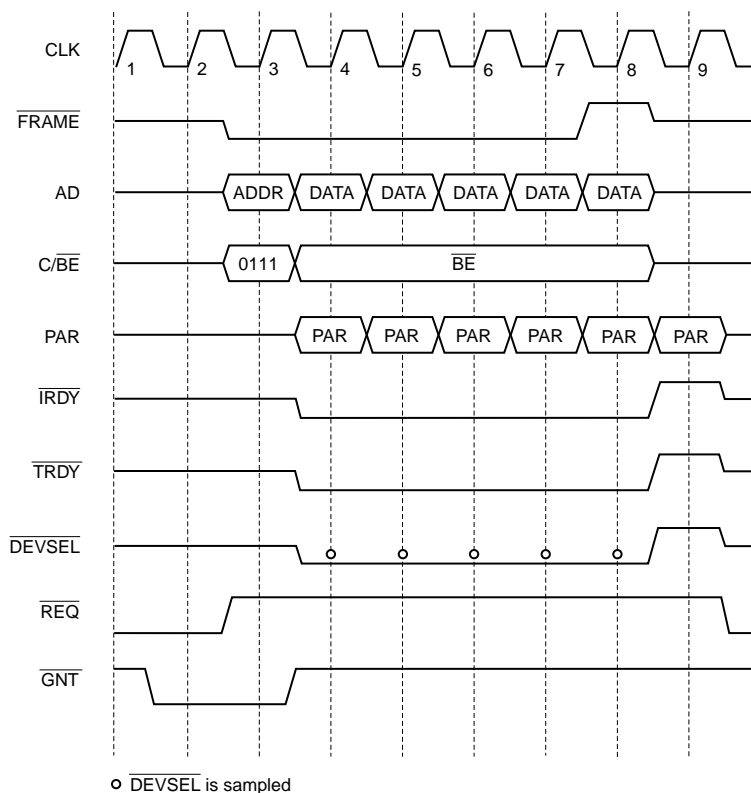 CLK
1 2 3 4 5 6 7 8 9
FRAME
AD ADDR DATA DATA DATA DATA DATA
C/BE 0111 BE
PAR PAR PAR PAR PAR PAR PAR
IRDY
TRDY
DEVSEL
REQ
GNT
DEVSEL is sampled